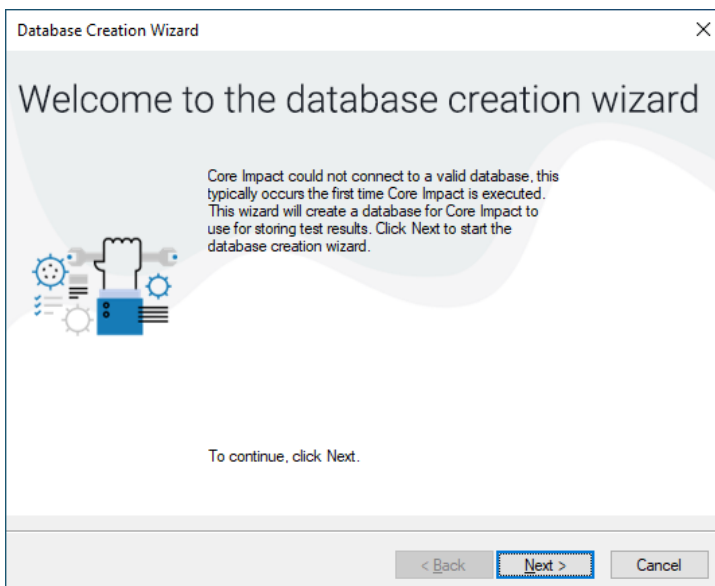 Database Creation Wizard
Welcome to the database creation wizard
Core Impact could not connect to a valid database, this
typically occurs the first time Core Impact is executed.
This wizard will create a database for Core Impact to
use for storing test results. Click Next to start the
database creation wizard.
To continue, click Next.
< Back
Next >
Cancel